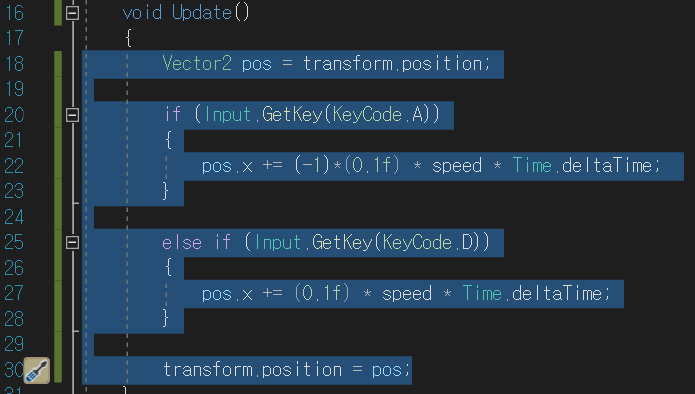 16 void Update()
17 {
18 Vector2 pos = transform.position;
19
20 if (Input.GetKey(KeyCode.A))
21 {
22 pos.x += (-1)*(0.1f) * speed * Time.deltaTime;
23 }
24
25 else if (Input.GetKey(KeyCode.D))
26 {
27 pos.x += (0.1f) * speed * Time.deltaTime;
28 }
29
30 transform.position = pos;